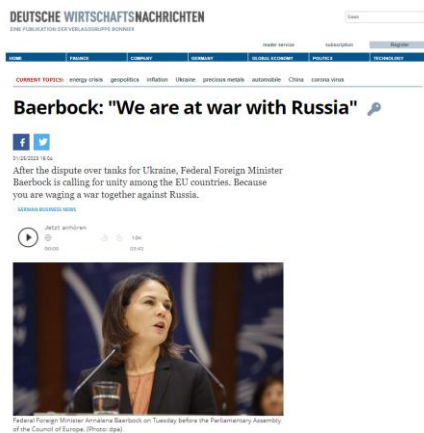 DEUTSCHE WIRTSCHAFTSNACHRICHTEN
EINE PUBLIKATION DER VERLAGSGRUPPE BONNIER
reader service subscription Register
HOME FINANCE COMPANY GERMANY GLOBAL ECONOMY POLITICS TECHNOLOGY
CURRENT TOPICS: energy crisis geopolitics inflation Ukraine precious metals automobile China corona virus
Baerbock: "We are at war with Russia"
After the dispute over tanks for Ukraine, Federal Foreign Minister
Baerbock is calling for unity among the EU countries. Because
you are waging a war together against Russia.
GERMAN BUSINESS NEWS
Jetzt anhören
00:00 03:42
Federal Foreign Minister Annalena Baerbock on Tuesday before the Parliamentary Assembly
of the Council of Europe. (Photo: dpa)